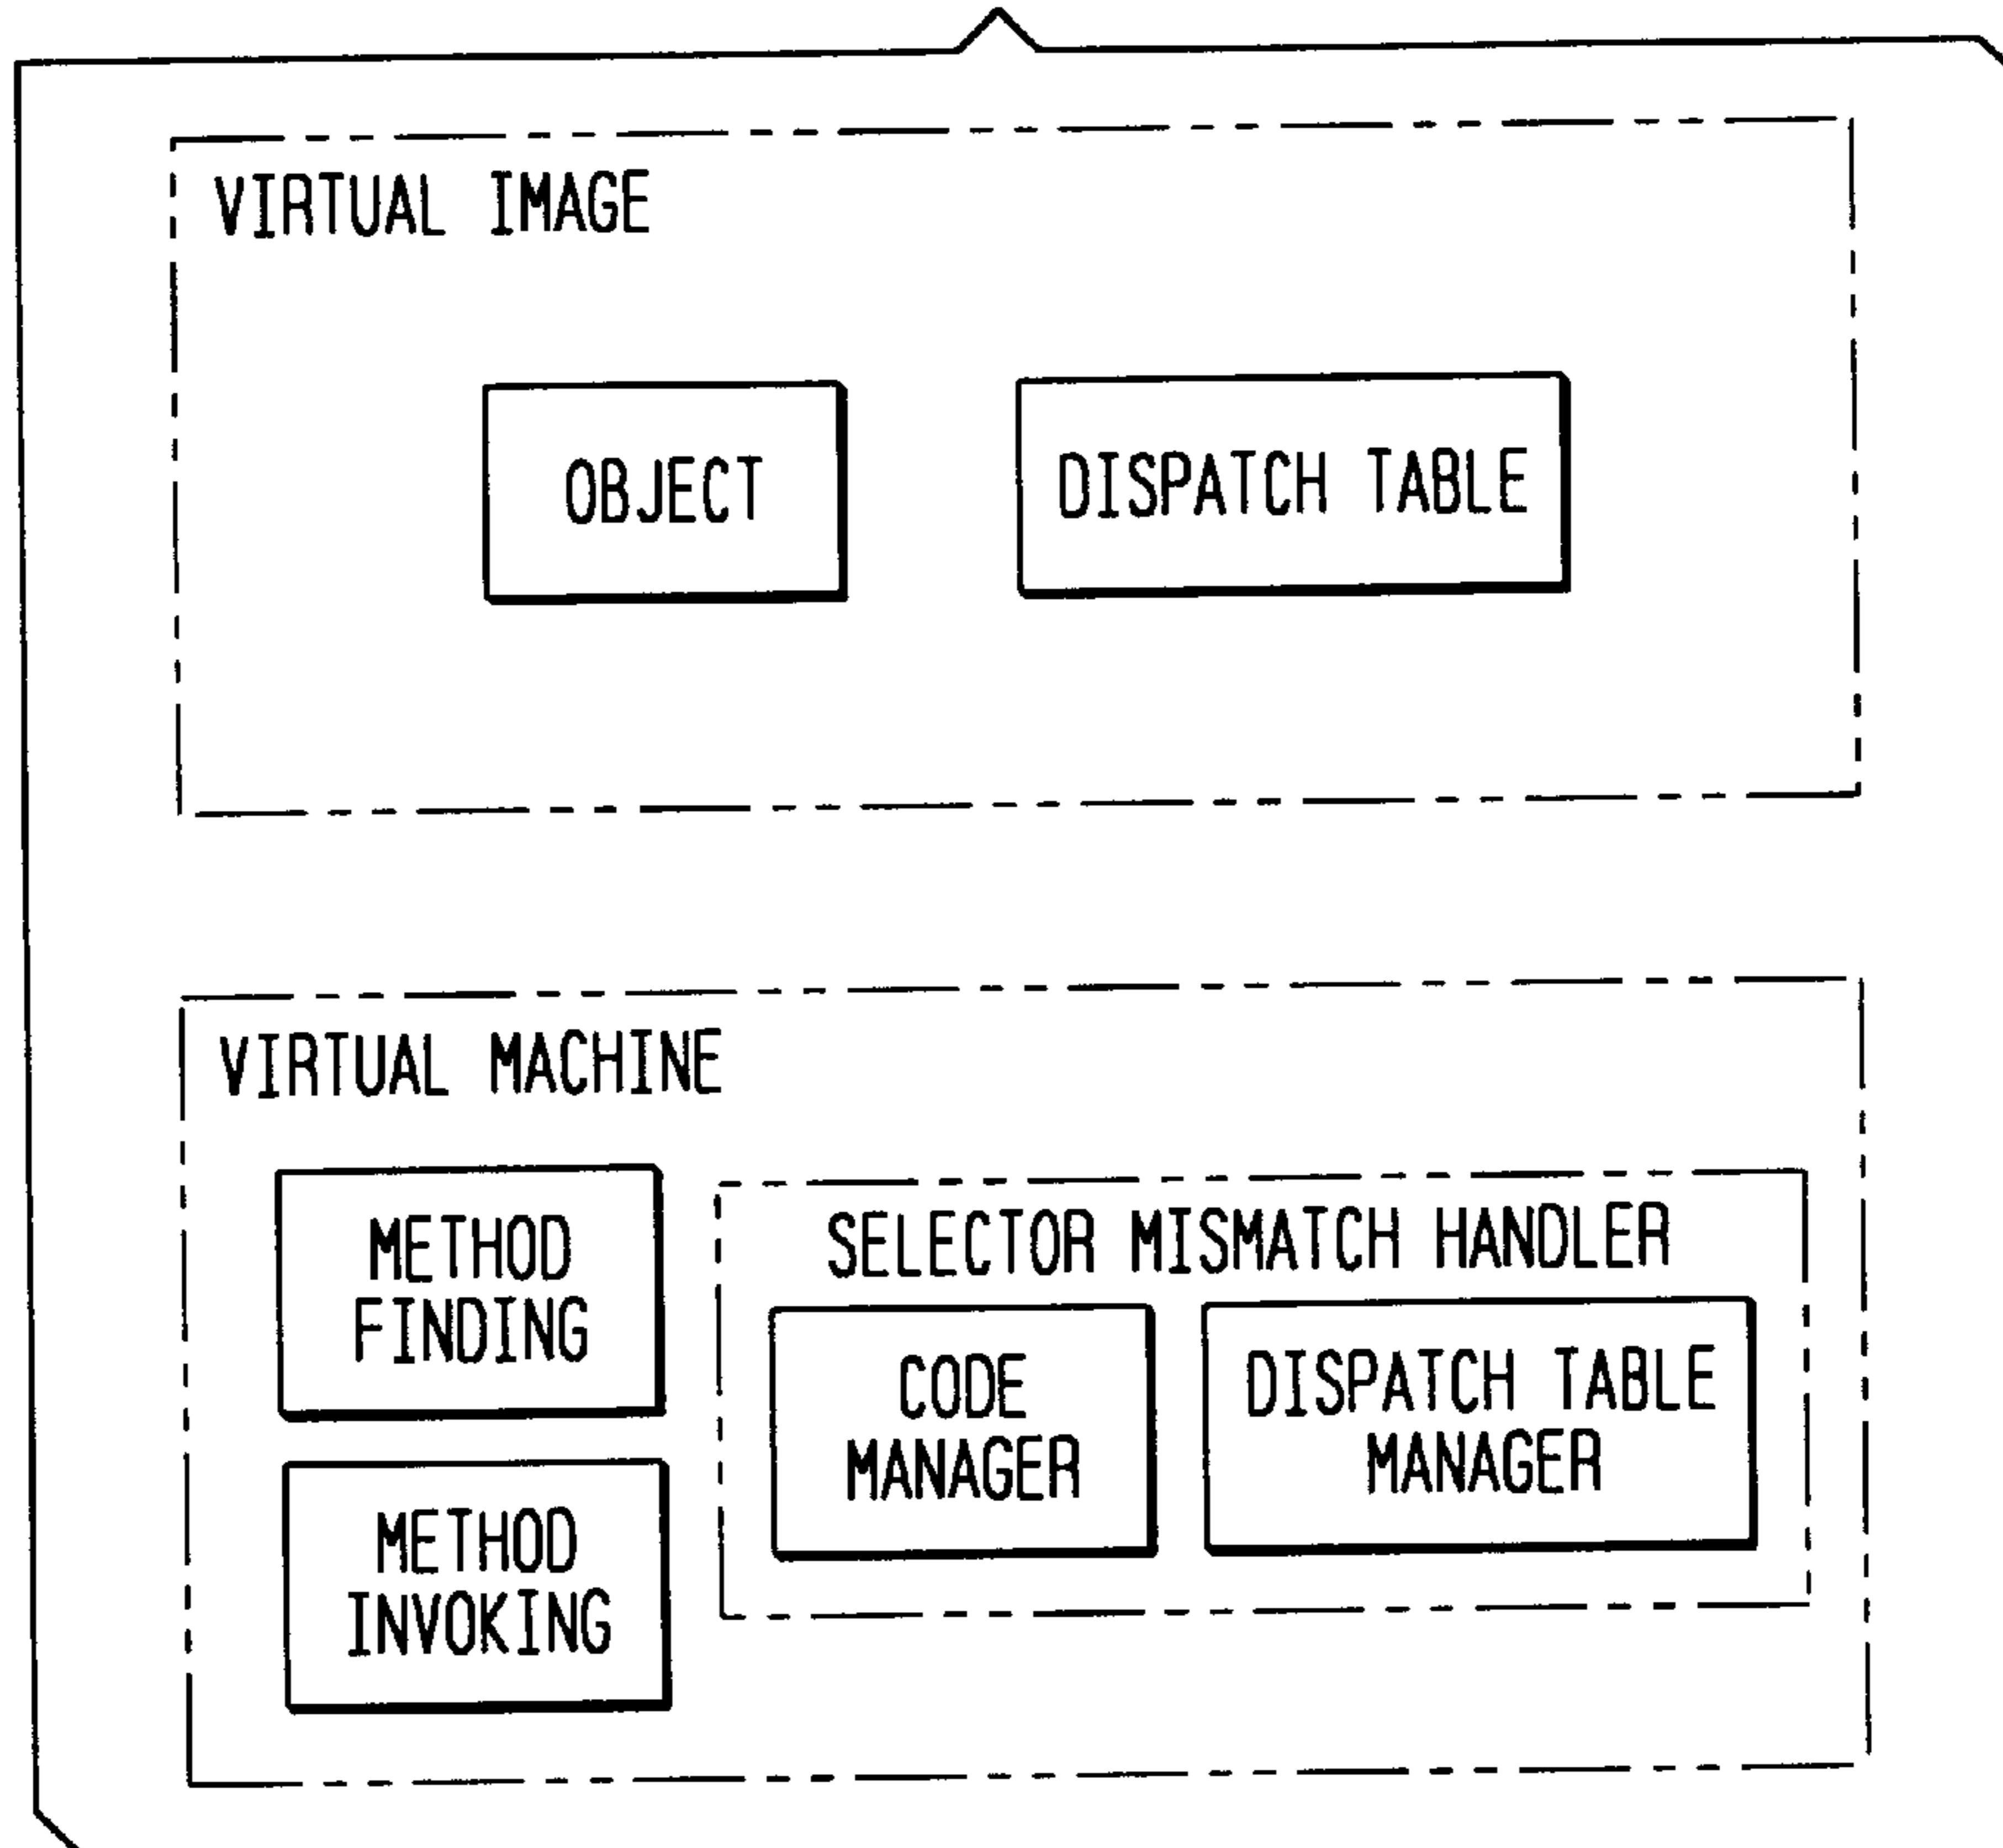 VIRTUAL IMAGE
OBJECT
DISPATCH TABLE
VIRTUAL MACHINE
METHOD
FINDING
METHOD
INVOKING
SELECTOR MISMATCH HANDLER
CODE
MANAGER
DISPATCH TABLE
MANAGER